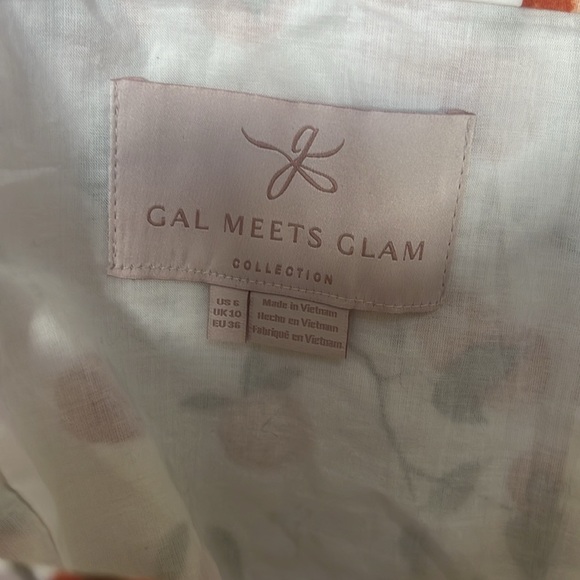 g
GAL MEETS GLAM
COLLECTION
US 6
UK 10
EU 36
Made in Vietnam
Hecho en Vietnam
Fabriqué en Vietnam